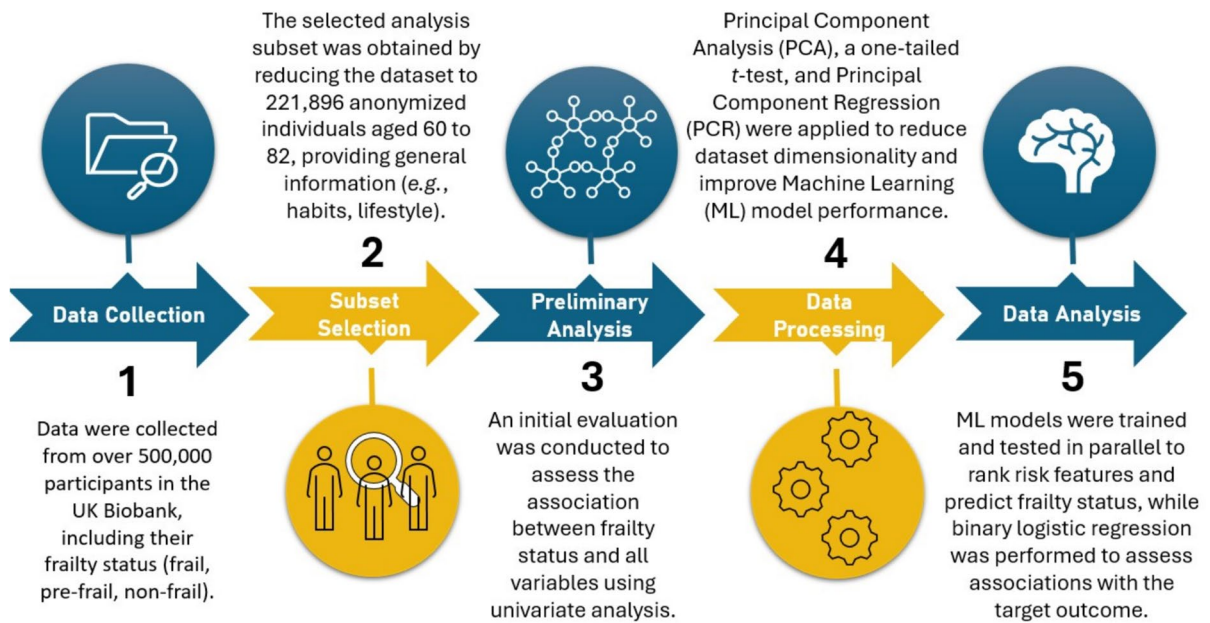 Data Collection
1
Data were collected
from over 500,000
participants in the
UK Biobank,
including their
frailty status (frail,
pre-frail, non-frail).
The selected analysis
subset was obtained by
reducing the dataset to
221,896 anonymized
individuals aged 60 to
82, providing general
information (e.g.,
habits, lifestyle).
2
Subset
Selection
Preliminary
Analysis
3
An initial evaluation
was conducted to
assess the
association
between frailty
status and all
variables using
univariate analysis.
Principal Component
Analysis (PCA), a one-tailed
t-test, and Principal
Component Regression
(PCR) were applied to reduce
dataset dimensionality and
improve Machine Learning
(ML) model performance.
4
Data
Processing
Data Analysis
5
ML models were trained
and tested in parallel to
rank risk features and
predict frailty status, while
binary logistic regression
was performed to assess
associations with the
target outcome.